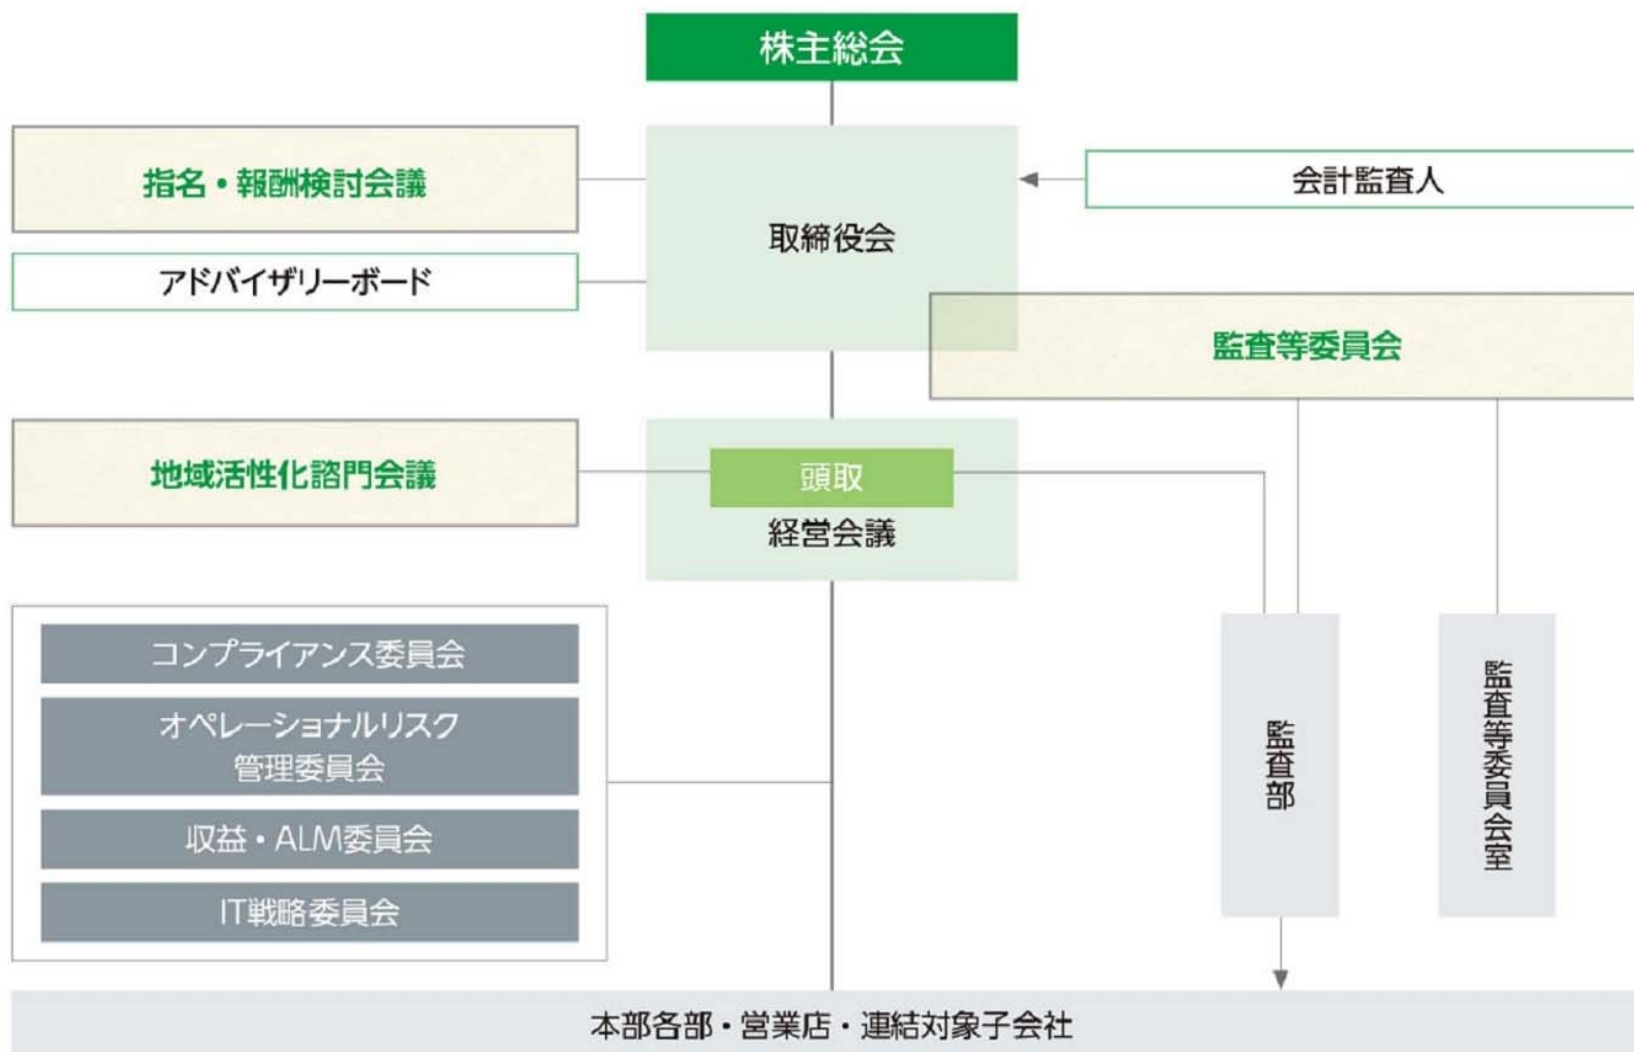 株主総会
指名・報酬検討会議
会計監査人
取締役会
アドバイザリーボード
監査等委員会
地域活性化諮問会議
頭取
経営会議
コンプライアンス委員会
オペレーショナルリスク
管理委員会
収益・ALM委員会
IT戦略委員会
監査部
監査等委員会室
本部各部・営業店・連結対象子会社